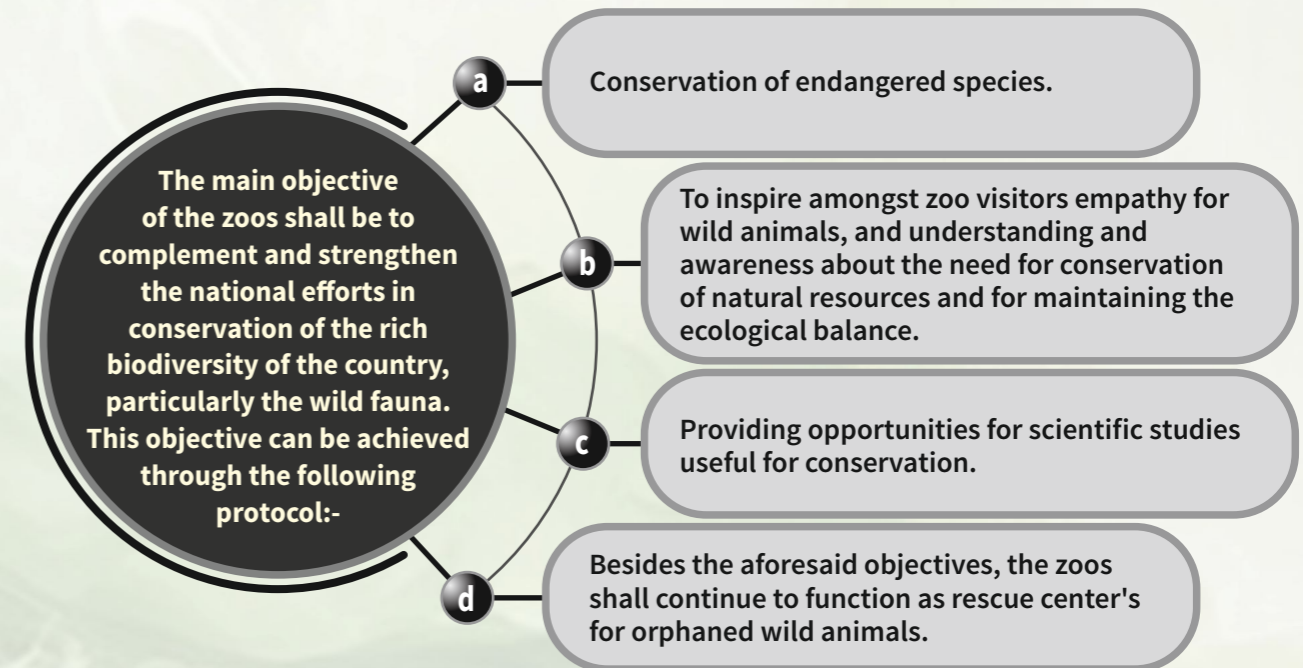 The main objective
of the zoos shall be to
complement and strengthen
the national efforts in
conservation of the rich
biodiversity of the country,
particularly the wild fauna.
This objective can be achieved
through the following
protocol:-
a
Conservation of endangered species.
b
To inspire amongst zoo visitors empathy for
wild animals, and understanding and
awareness about the need for conservation
of natural resources and for maintaining the
ecological balance.
c
Providing opportunities for scientific studies
useful for conservation.
d
Besides the aforesaid objectives, the zoos
shall continue to function as rescue center's
for orphaned wild animals.